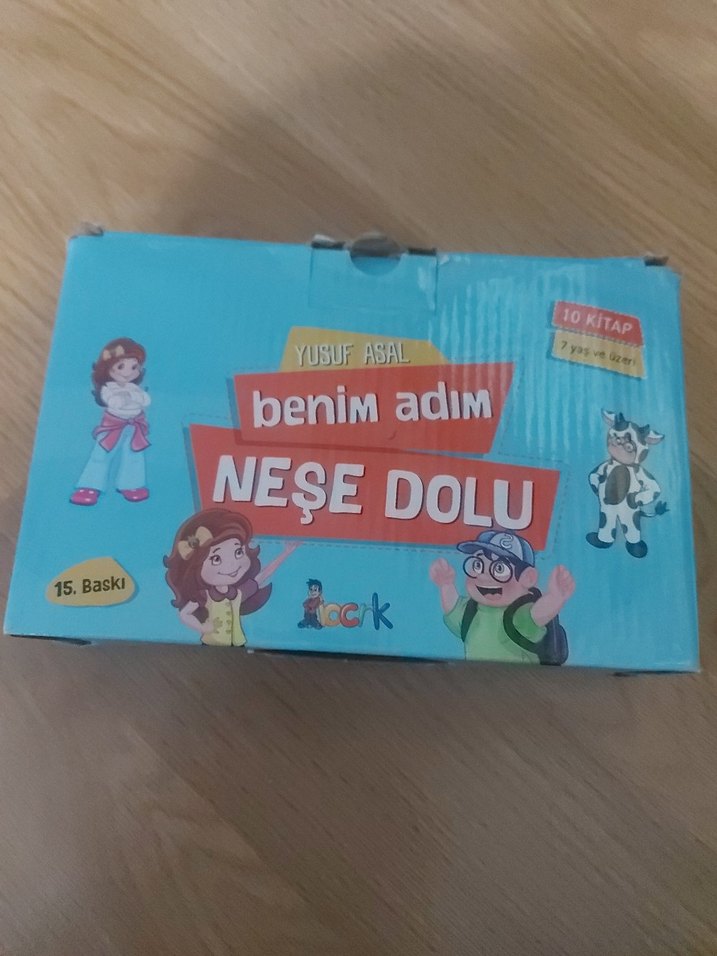 10 KİTAP
7 yaş ve üzeri
YUSUF ASAL
benim adım
NEŞE DOLU
15. Baskı